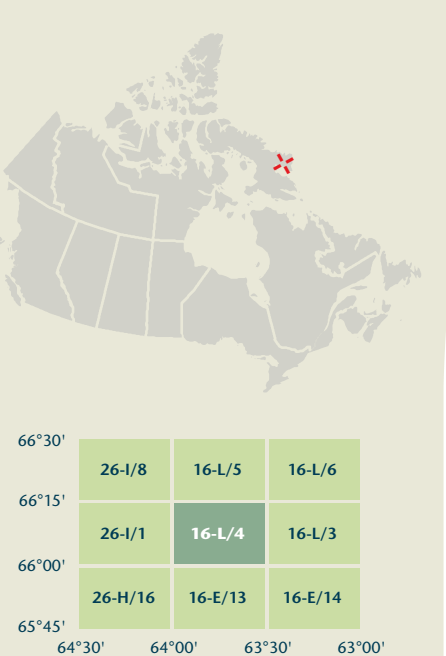 66°30'
26-I/8 16-L/5 16-L/6
66°15'
26-I/1 16-L/4 16-L/3
66°00'
26-H/16 16-E/13 16-E/14
65°45'
64°30' 64°00' 63°30' 63°00'